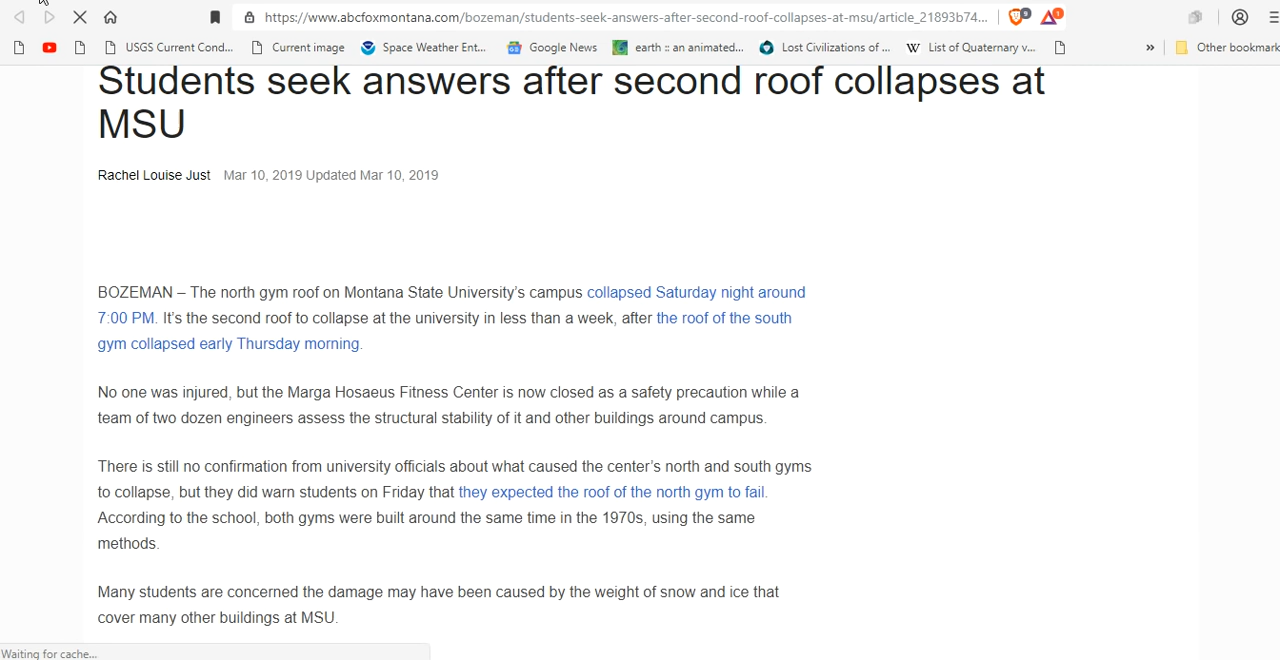 https://www.abcfoxmontana.com/bozeman/students-seek-answers-after-second-roof-collapses-at-msu/article_21893b74...
9
1
USGS Current Cond...
Current image
Space Weather Ent...
Google News
earth :: an animated...
Lost Civilizations of ...
W
List of Quaternary v...
»
Other bookmark
Students seek answers after second roof collapses at
MSU
Rachel Louise Just Mar 10, 2019 Updated Mar 10, 2019
BOZEMAN – The north gym roof on Montana State University's campus collapsed Saturday night around
7:00 PM. It's the second roof to collapse at the university in less than a week, after the roof of the south
gym collapsed early Thursday morning.
No one was injured, but the Marga Hosaeus Fitness Center is now closed as a safety precaution while a
team of two dozen engineers assess the structural stability of it and other buildings around campus.
There is still no confirmation from university officials about what caused the center's north and south gyms
to collapse, but they did warn students on Friday that they expected the roof of the north gym to fail.
According to the school, both gyms were built around the same time in the 1970s, using the same
methods.
Many students are concerned the damage may have been caused by the weight of snow and ice that
cover many other buildings at MSU.
Waiting for cache...